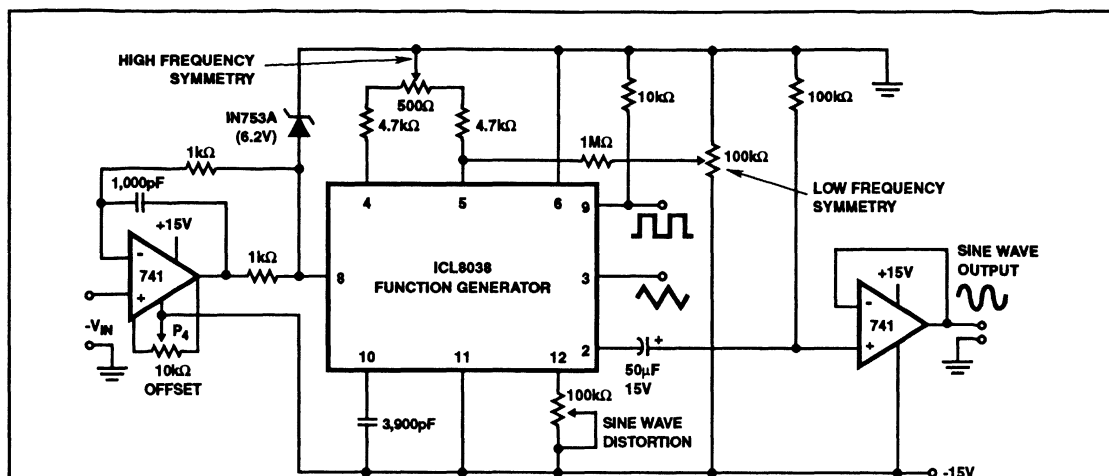 HIGH FREQUENCY
SYMMETRY
500Ω
4.7kΩ
4.7kΩ
IN753A
(6.2V)
10kΩ
100kΩ
1MΩ
100kΩ
LOW FREQUENCY
SYMMETRY
1kΩ
1,000pF
+15V
-
741
+
1kΩ
-VIN
P4
10kΩ
OFFSET
4
5
6
9
8
ICL8038
FUNCTION GENERATOR
3
2
10
11
12
+
50μF
15V
3,900pF
100kΩ
SINE WAVE
DISTORTION
+15V
-
741
+
SINE WAVE
OUTPUT
-15V